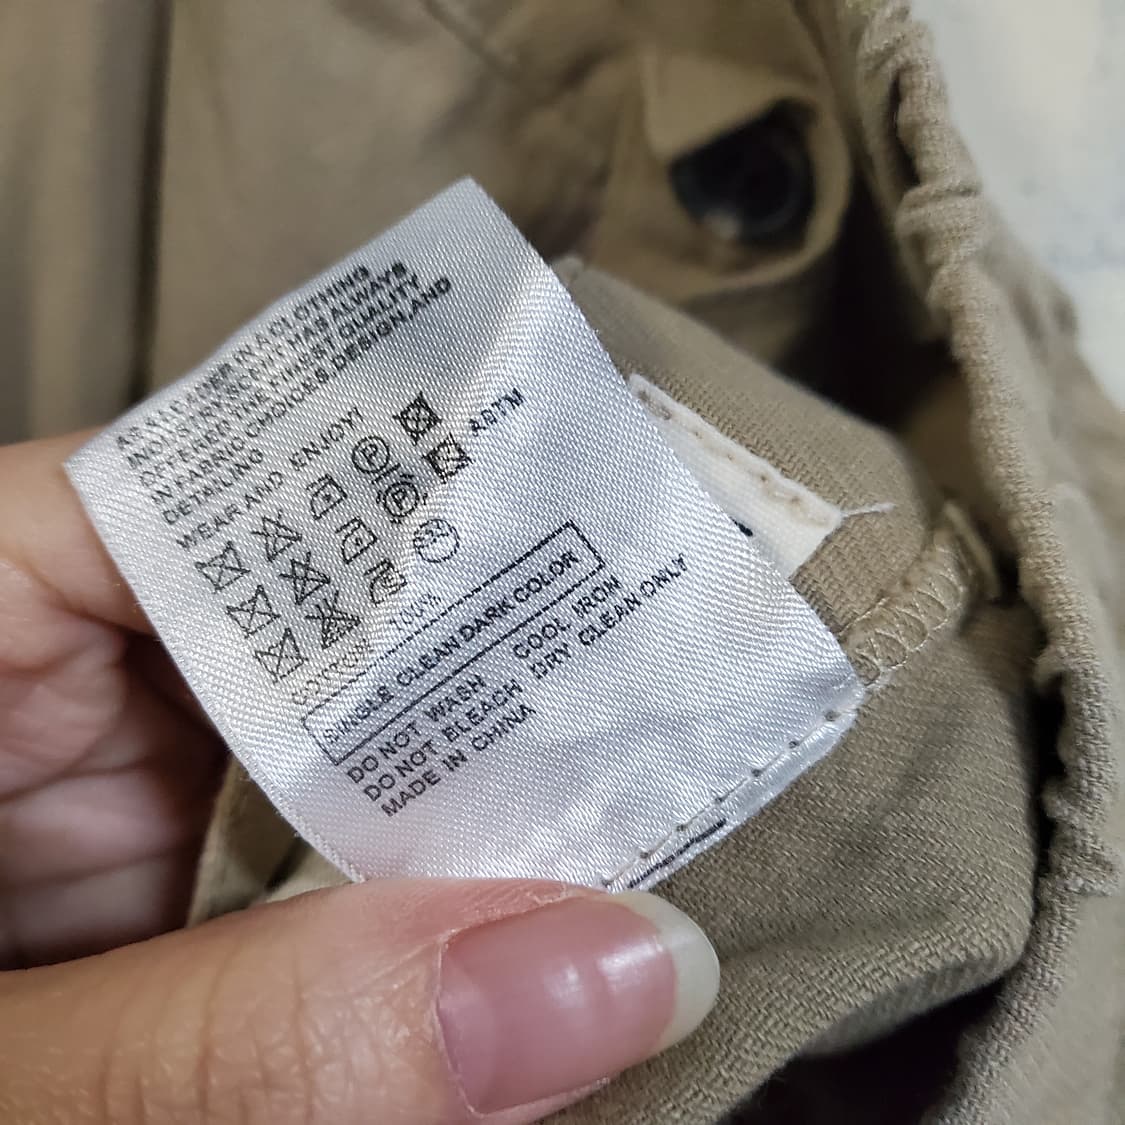 AS A LEADER IN A CLOTHING
INDUSTRY, IT HAS ALWAYS
OFFERED THE FINEST QUALITY
IN FABRIC CHOICES DESIGN AND
DETAILING
WEAR AND ENJOY
P
P
ASTM
COTTON 100%
SINGLE CLEAN DARK COLOR
DO NOT WASH COOL IRON
DO NOT BLEACH DRY CLEAN ONLY
MADE IN CHINA